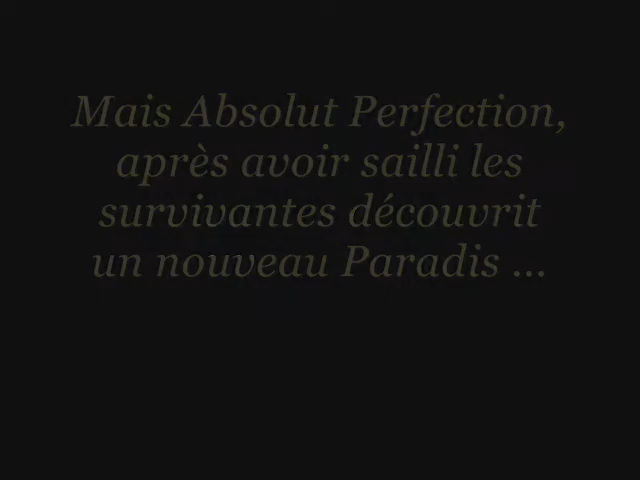 Mais Absolut Perfection,
après avoir sailli les
survivantes découvrit
un nouveau Paradis ...